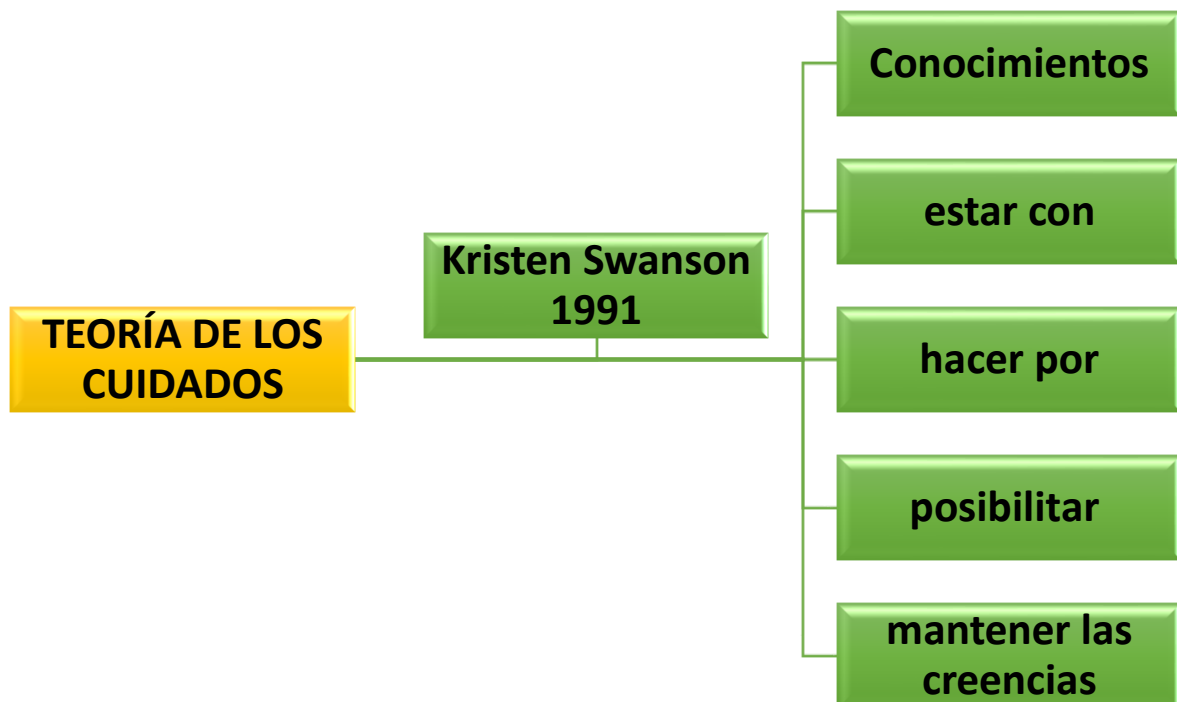 TEORÍA DE LOS
CUIDADOS
Kristen Swanson
1991
Conocimientos
estar con
hacer por
posibilitar
mantener las
creencias